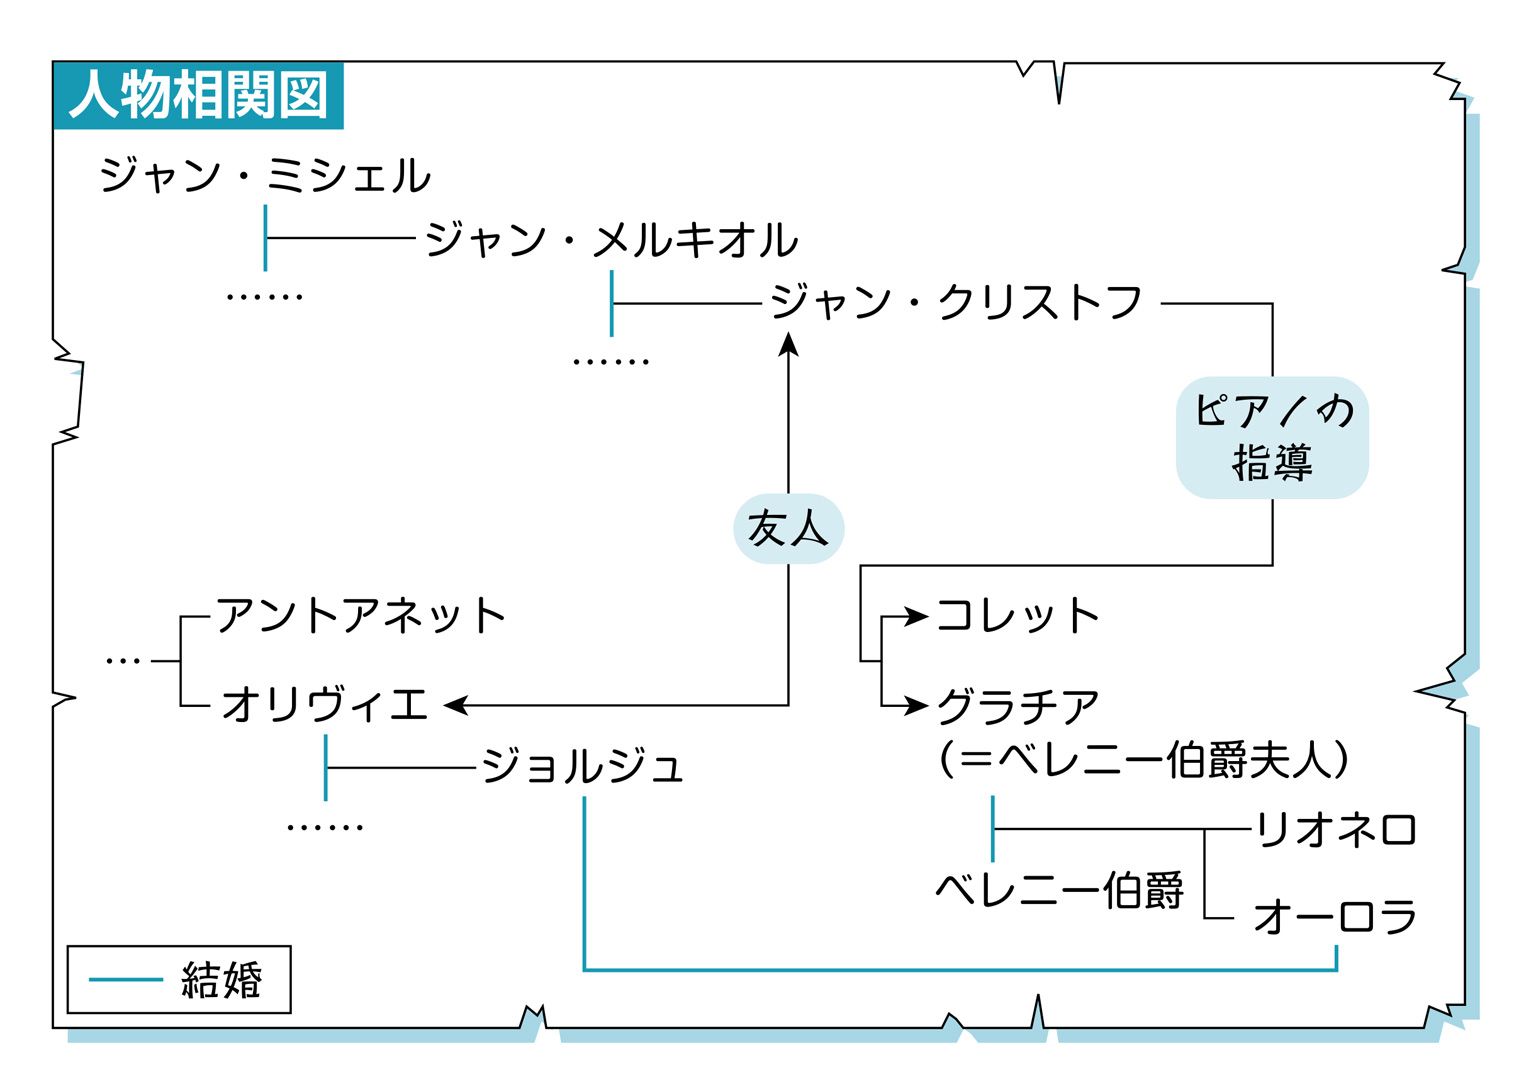 人物相関図
ジャン・ミシェル
ジャン・メルキオル
……
ジャン・クリストフ
……
ピアノの
指導
友人
アントアネット
コレット
…
オリヴィエ
グラチア
(＝ベレニー伯爵夫人)
ジョルジュ
……
リオネロ
ベレニー伯爵
オーロラ
結婚